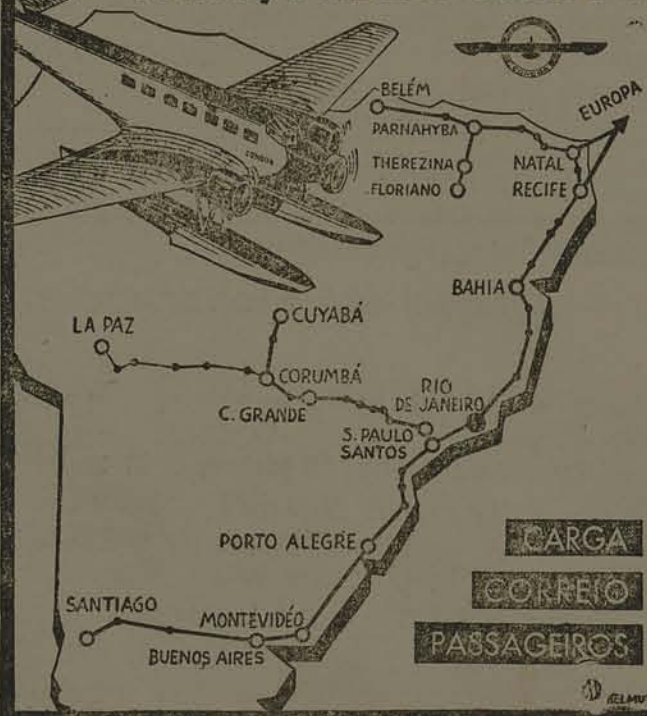 BELÉM
EUROPA
PARNAHYBA
THEREZINA
NATAL
FLORIANO
RECIFE
BAHIA
CUYABÁ
LA PAZ
CORUMBÁ
RIO
DE JANEIRO
C. GRANDE
S. PAULO
SANTOS
PORTO ALEGRE
CARGA
CORREIO
SANTIAGO
MONTEVIDÉO
BUENOS AIRES
PASSAGEIROS